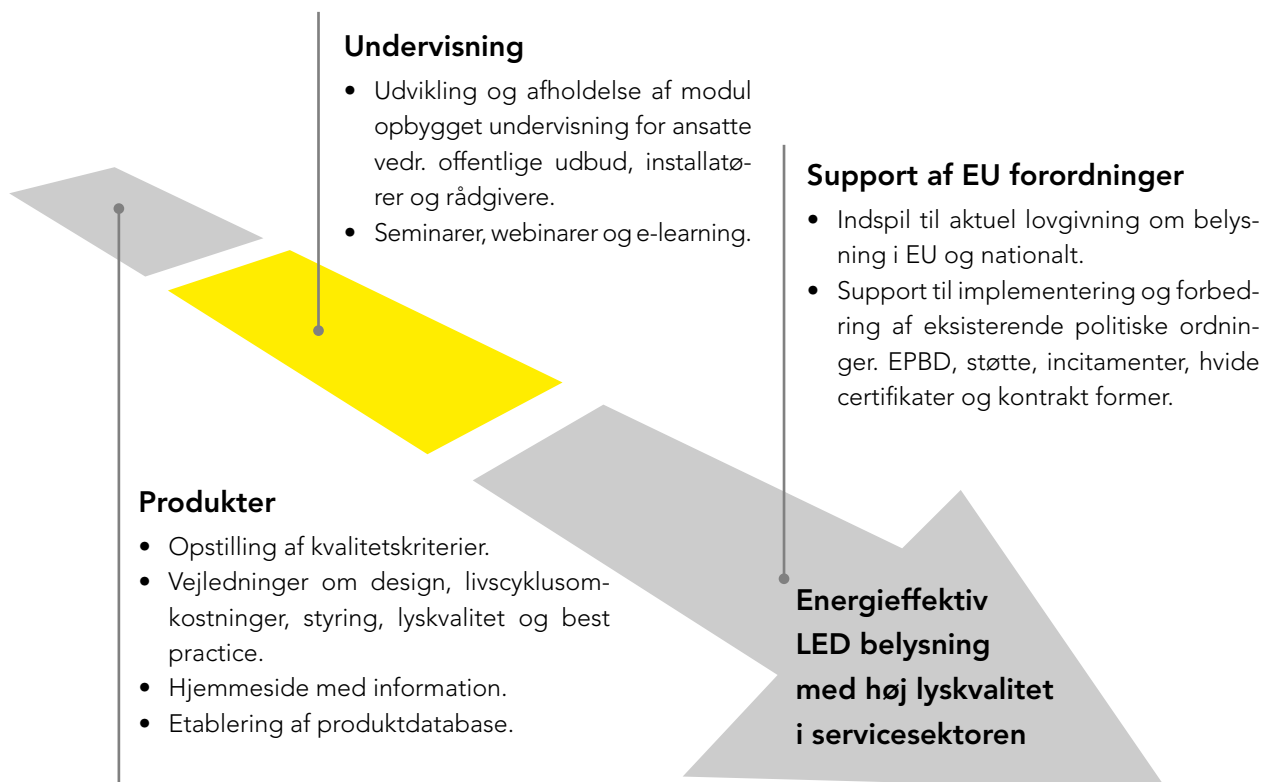 Undervisning
• Udvikling og afholdelse af modul
opbygget undervisning for ansatte
vedr. offentlige udbud, installatø-
rer og rådgivere.
• Seminarer, webinarer og e-learning.
Support af EU forordninger
• Indspil til aktuel lovgivning om belys-
ning i EU og nationalt.
• Support til implementering og forbed-
ring af eksisterende politiske ordnin-
ger. EPBD, støtte, incitamenter, hvide
certifikater og kontrakt former.
Produkter
• Opstilling af kvalitetskriterier.
• Vejledninger om design, livscyklusom-
kostninger, styring, lyskvalitet og best
practice.
• Hjemmeside med information.
• Etablering af produktdatabase.
Energieffektiv
LED belysning
med høj lyskvalitet
i servicesektoren